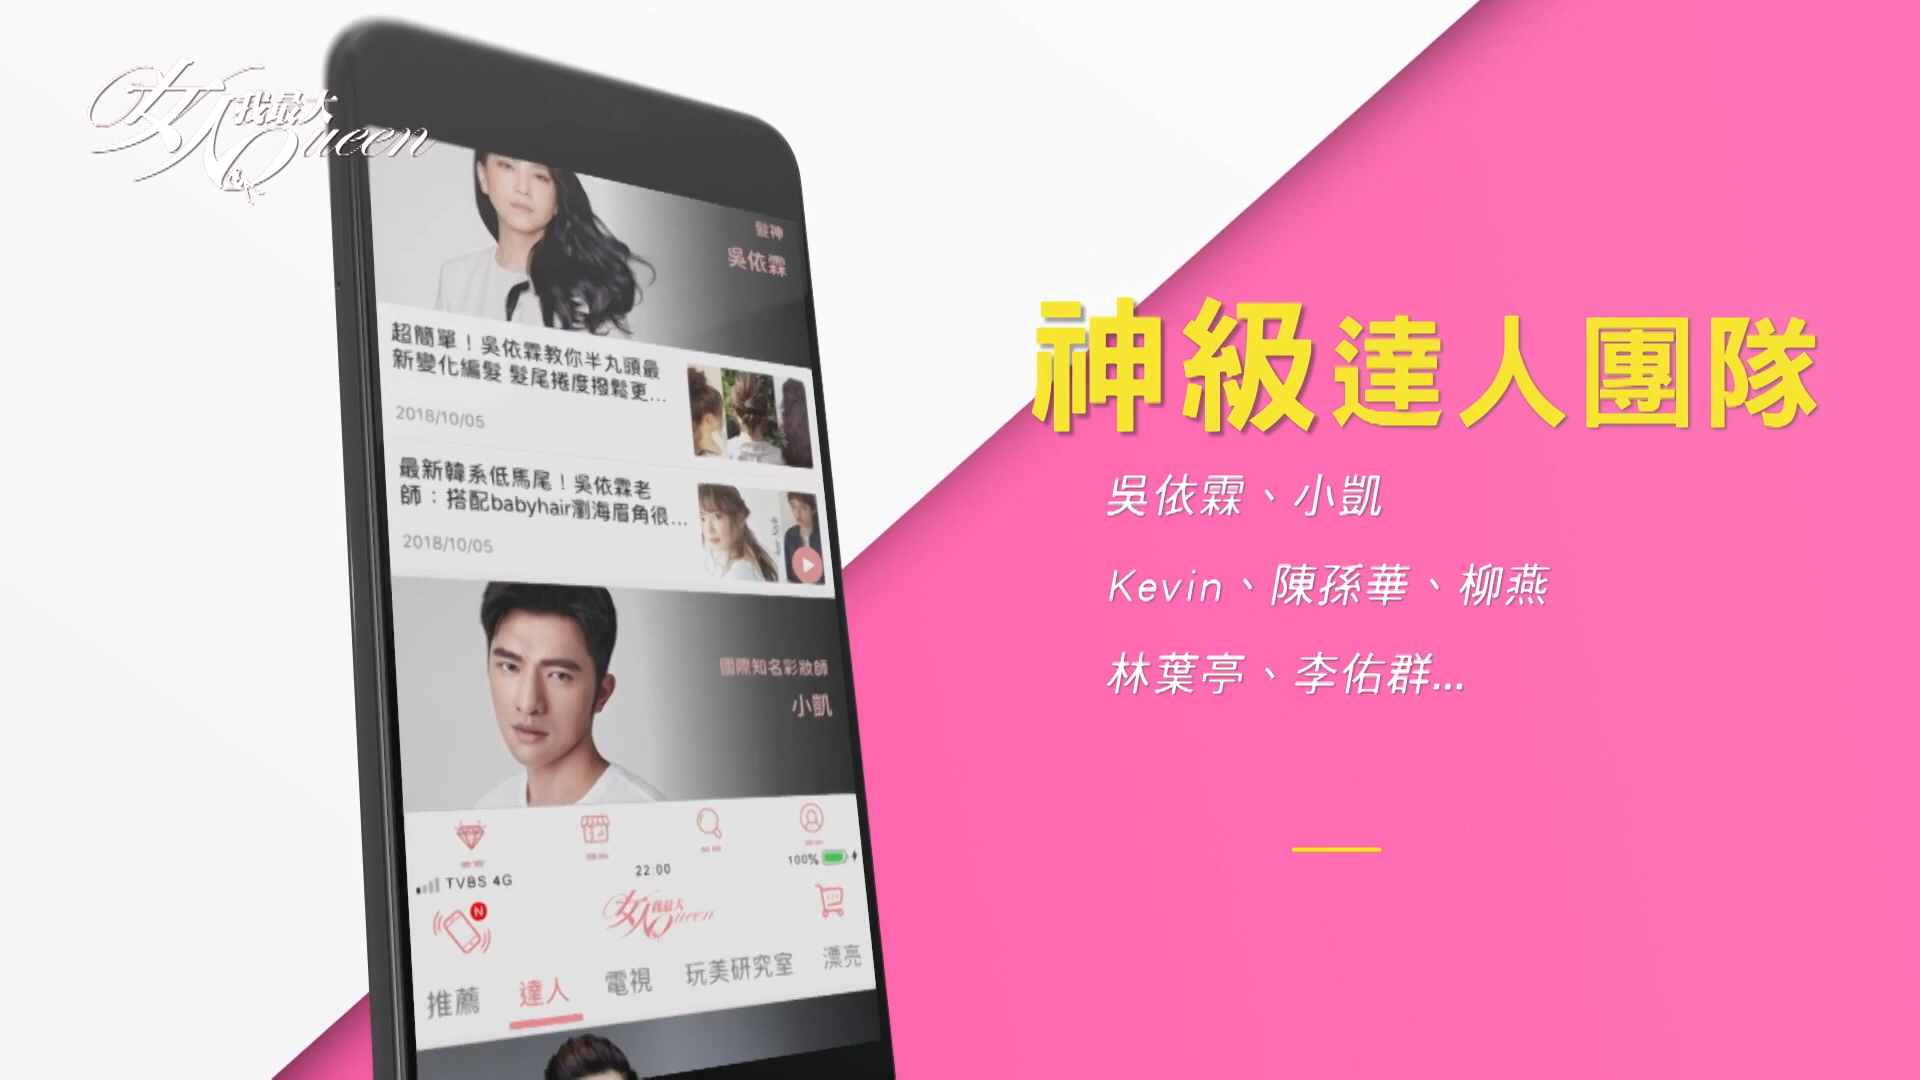 女人我最大
Queen
髮神
吳依霖
超簡單！吳依霖教你半丸頭最
新變化編髮 髮尾捲度撥鬆更...
2018/10/05
最新韓系低馬尾！吳依霖老
師：搭配babyhair瀏海眉角很...
2018/10/05
國際知名彩妝師
小凱
TVBS 4G
22:00
100%
N
女人我最大
Queen
推薦
達人
電視
玩美研究室
漂亮
神級達人團隊
吳依霖、小凱
Kevin、陳孫華、柳燕
林葉亭、李佑群...